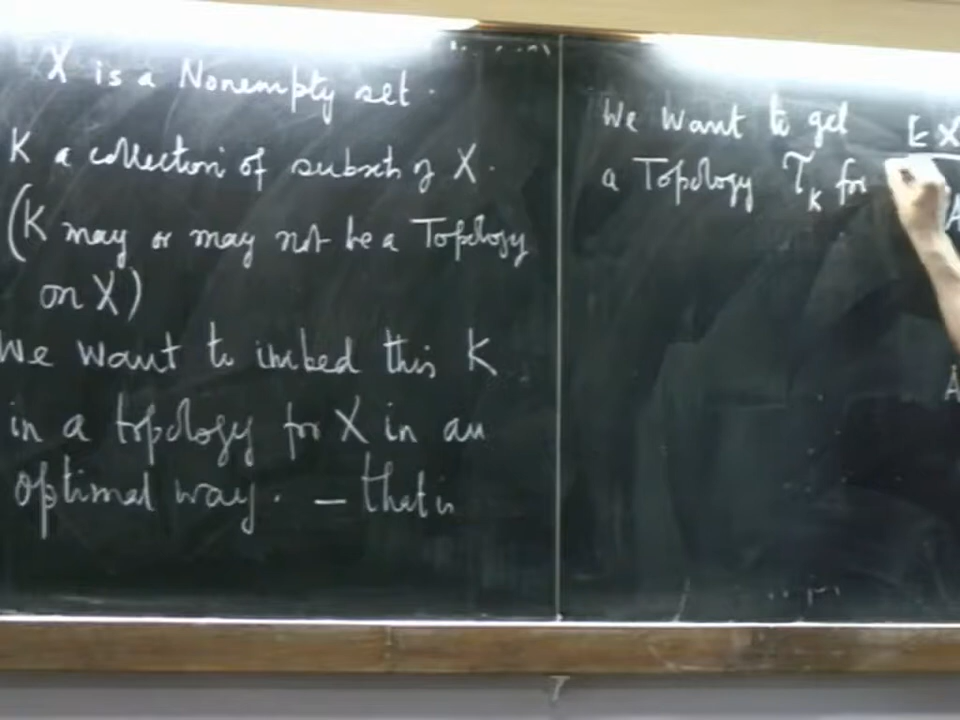 X is a Nonempty set.
K a collection of subsets of X.
(K may or may not be a Topology
on X)
We want to imbed this K
in a topology for X in an
optimal way. – that is
We want to get
a Topology T_K for
EX
A
A